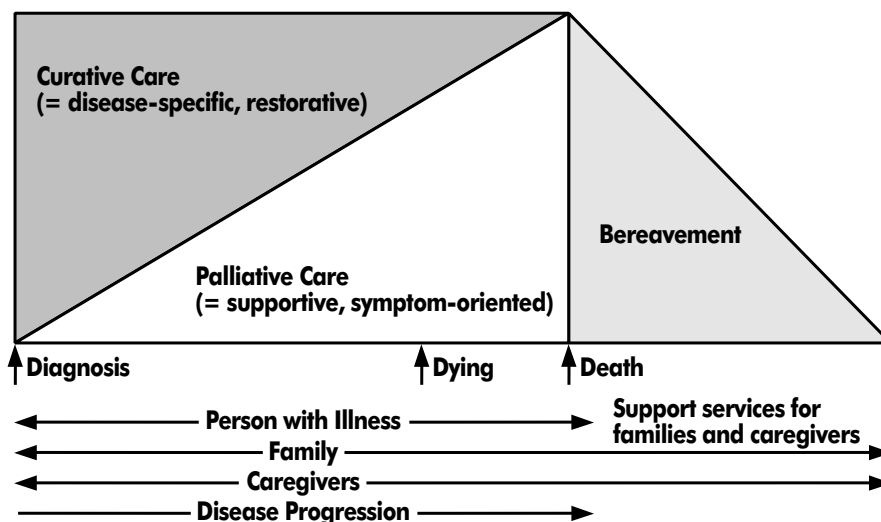 Curative Care
(= disease-specific, restorative)
Bereavement
Palliative Care
(= supportive, symptom-oriented)
Diagnosis
Dying
Death
Person with Illness
Support services for
families and caregivers
Family
Caregivers
Disease Progression